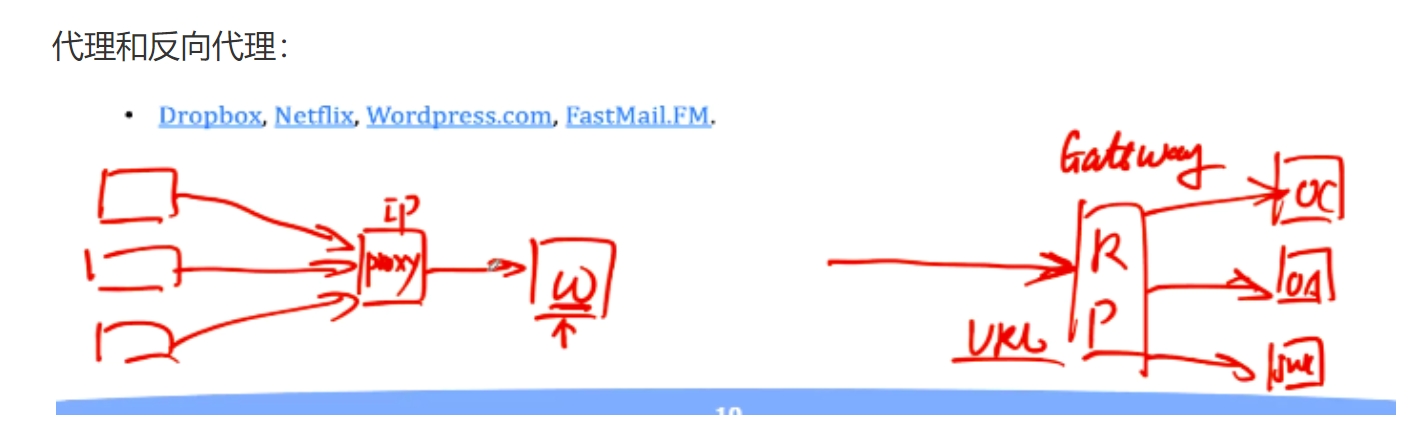 代理和反向代理：
• Dropbox, Netflix, Wordpress.com, FastMail.FM.
Gateway
IP
proxy
W
R
P
URL
OC
OA
10